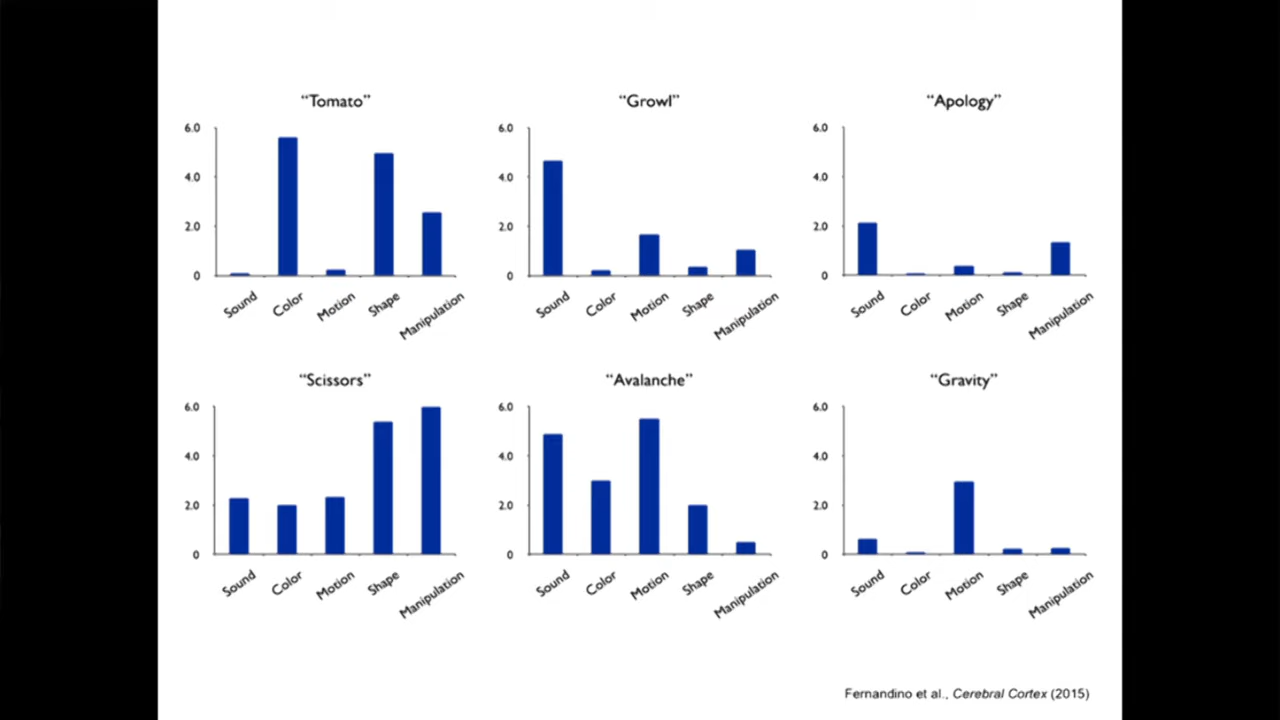 “Tomato”
6.0
4.0
2.0
0
Sound
Color
Motion
Shape
Manipulation
“Growl”
6.0
4.0
2.0
0
Sound
Color
Motion
Shape
Manipulation
“Apology”
6.0
4.0
2.0
0
Sound
Color
Motion
Shape
Manipulation
“Scissors”
6.0
4.0
2.0
0
Sound
Color
Motion
Shape
Manipulation
“Avalanche”
6.0
4.0
2.0
0
Sound
Color
Motion
Shape
Manipulation
“Gravity”
6.0
4.0
2.0
0
Sound
Color
Motion
Shape
Manipulation
Fernandino et al., Cerebral Cortex (2015)